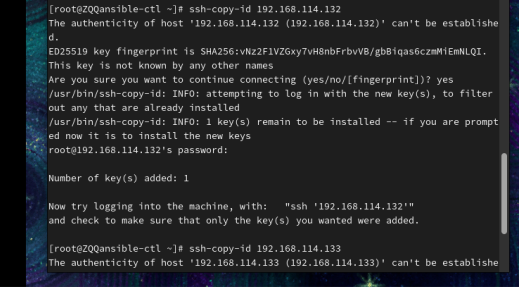 [root@ZQQansible-ctl ~]# ssh-copy-id 192.168.114.132
The authenticity of host '192.168.114.132 (192.168.114.132)' can't be establishe
d.
ED25519 key fingerprint is SHA256:vNz2F1VZGxy7vH8nbFrbvVB/gbBiqas6czmMiEmNLQI.
This key is not known by any other names
Are you sure you want to continue connecting (yes/no/[fingerprint])? yes
/usr/bin/ssh-copy-id: INFO: attempting to log in with the new key(s), to filter
out any that are already installed
/usr/bin/ssh-copy-id: INFO: 1 key(s) remain to be installed -- if you are prompt
ed now it is to install the new keys
root@192.168.114.132's password:
Number of key(s) added: 1
Now try logging into the machine, with:   "ssh '192.168.114.132'"
and check to make sure that only the key(s) you wanted were added.
[root@ZQQansible-ctl ~]# ssh-copy-id 192.168.114.133
The authenticity of host '192.168.114.133 (192.168.114.133)' can't be establishe